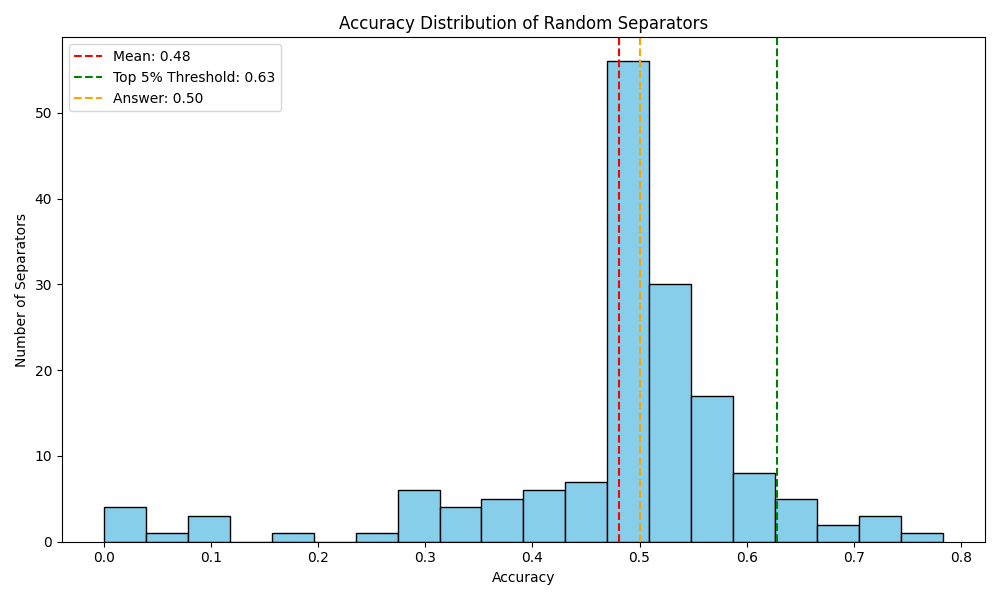 Accuracy Distribution of Random Separators
Mean: 0.48
Top 5% Threshold: 0.63
Answer: 0.50
Number of Separators
50
40
30
20
10
0
0.0 0.1 0.2 0.3 0.4 0.5 0.6 0.7 0.8
Accuracy